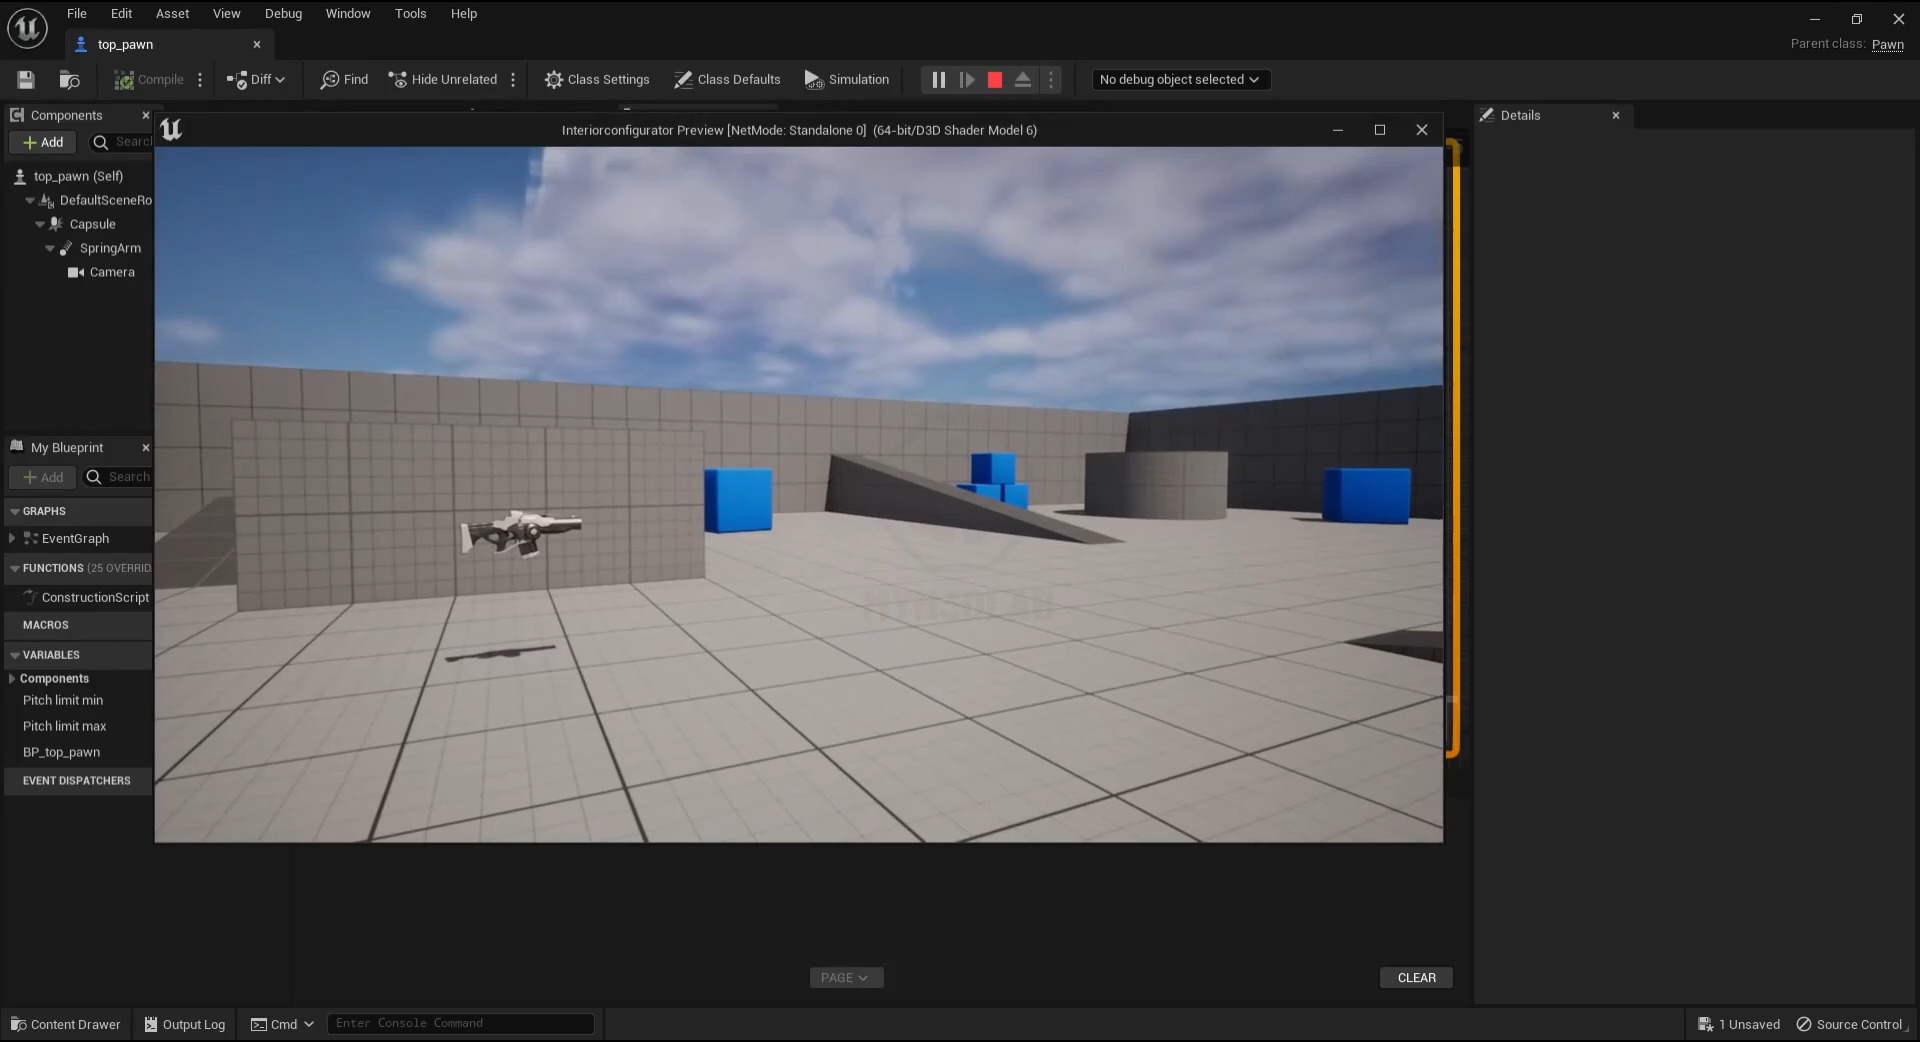 File Edit Asset View Debug Window Tools Help
top_pawn
Parent class: Pawn
Compile Diff Find Hide Unrelated Class Settings Class Defaults Simulation No debug object selected
Components
Details
Interiorconfigurator Preview [NetMode: Standalone 0] (64-bit/D3D Shader Model 6)
+ Add Search
top_pawn (Self)
DefaultSceneRo
Capsule
SpringArm
Camera
My Blueprint
+ Add Search
GRAPHS
EventGraph
FUNCTIONS (25 OVERRID
ConstructionScript
MACROS
VARIABLES
Components
Pitch limit min
Pitch limit max
BP_top_pawn
EVENT DISPATCHERS
PAGE
CLEAR
Content Drawer Output Log Cmd Enter Console Command
1 Unsaved Source Control